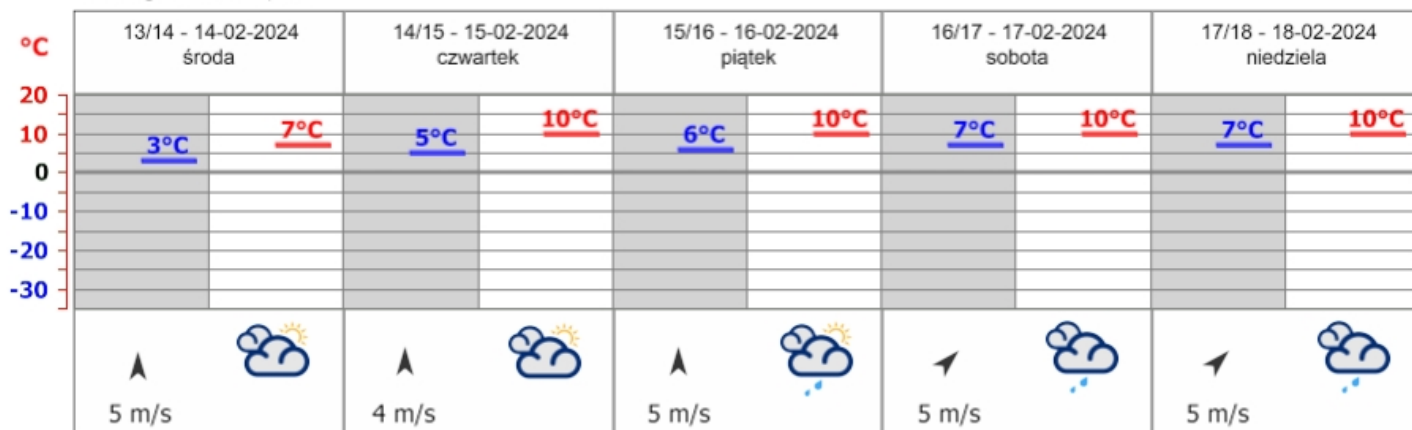 13/14 - 14-02-2024
środa
14/15 - 15-02-2024
czwartek
15/16 - 16-02-2024
piątek
16/17 - 17-02-2024
sobota
17/18 - 18-02-2024
niedziela
°C
20
10
0
-10
-20
-30
3°C
7°C
5°C
10°C
6°C
10°C
7°C
10°C
7°C
10°C
5 m/s
4 m/s
5 m/s
5 m/s
5 m/s